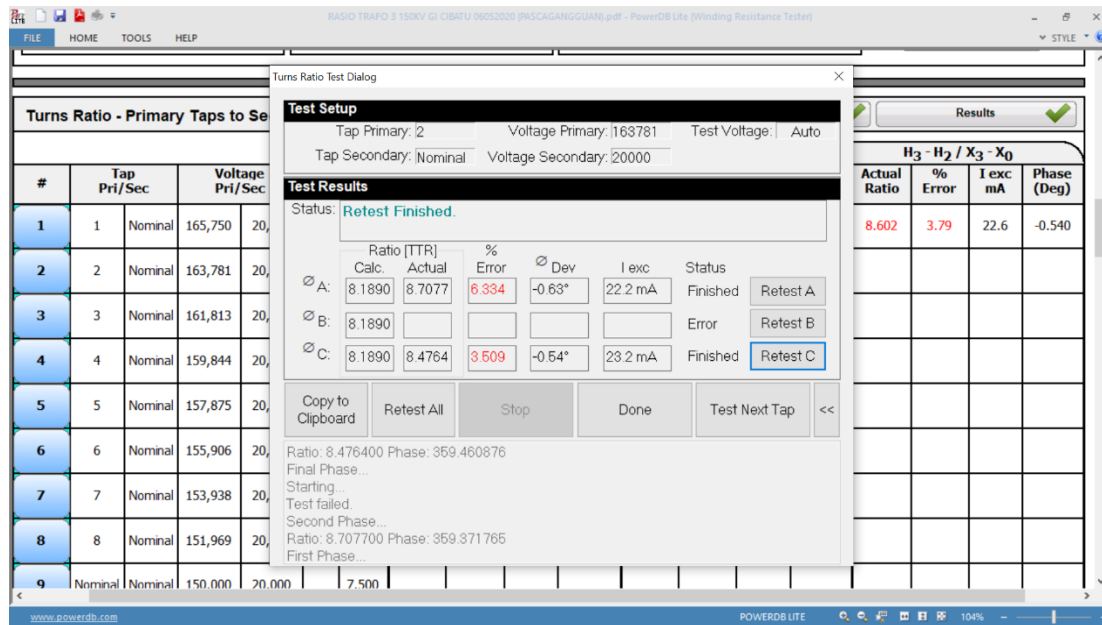 RASIO TRAFO 3 150KV GI CIBATU 06052020 (PASCAGANGGUAN).pdf - PowerDB Lite (Winding Resistance Tester)
FILE HOME TOOLS HELP STYLE
Turns Ratio Test Dialog
Turns Ratio - Primary Taps to Se
Results
Test Setup
Tap Primary: 2 Voltage Primary: 163781 Test Voltage: Auto
Tap Secondary: Nominal Voltage Secondary: 20000
H3 - H2 / X3 - X0
# Tap Pri/Sec Voltage Pri/Sec Actual Ratio % Error I exc mA Phase (Deg)
Test Results
Status: Retest Finished.
1 1 Nominal 165,750 20, 8.602 3.79 22.6 -0.540
2 2 Nominal 163,781 20,
3 3 Nominal 161,813 20,
4 4 Nominal 159,844 20,
5 5 Nominal 157,875 20,
6 6 Nominal 155,906 20,
7 7 Nominal 153,938 20,
8 8 Nominal 151,969 20,
9 Nominal Nominal 150,000 20,000 7.500
Ratio [TTR] %
Calc. Actual Error Ø Dev I exc Status
Ø A: 8.1890 8.7077 6.334 -0.63° 22.2 mA Finished Retest A
Ø B: 8.1890 Error Retest B
Ø C: 8.1890 8.4764 3.509 -0.54° 23.2 mA Finished Retest C
Copy to Clipboard Retest All Stop Done Test Next Tap <<
Ratio: 8.476400 Phase: 359.460876
Final Phase...
Starting...
Test failed.
Second Phase...
Ratio: 8.707700 Phase: 359.371765
First Phase...
www.powerdb.com POWERDB LITE 104%